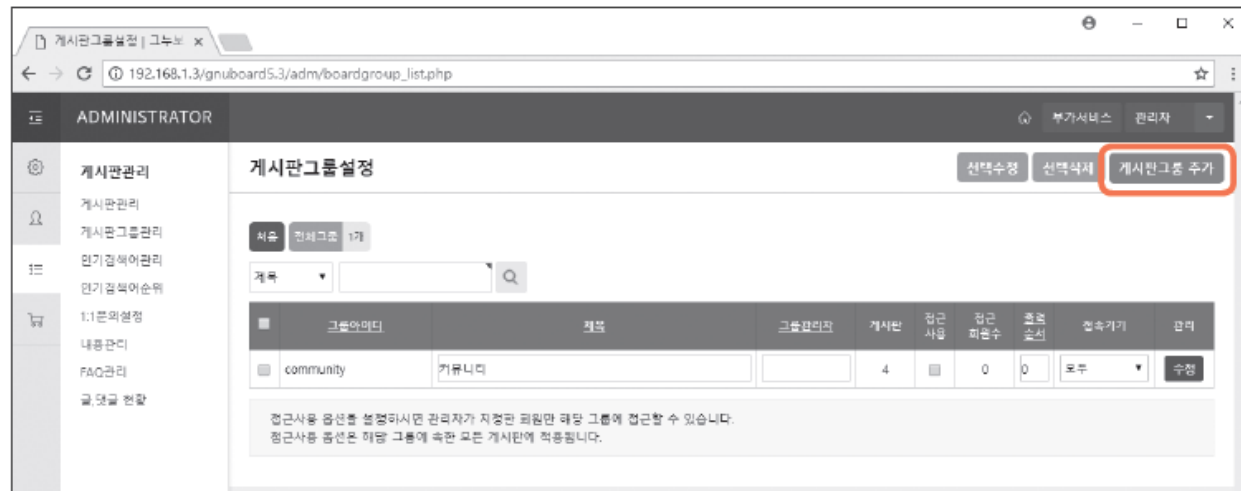 게시판그룹설정 | 그누보
192.168.1.3/gnuboard5.3/adm/boardgroup_list.php
ADMINISTRATOR
부가서비스 관리자
게시판관리
게시판관리
게시판그룹관리
인기검색어관리
인기검색어순위
1:1문의설정
내용관리
FAQ관리
글,댓글 현황
게시판그룹설정
선택수정 선택삭제 게시판그룹 추가
처음 전체그룹 1개
제목
그룹아이디 제목 그룹관리자 게시판 접근사용 접근회원수 출력순서 접속기기 관리
community 커뮤니티 4 0 0 모두 수정
접근사용 옵션을 설정하시면 관리자가 지정한 회원만 해당 그룹에 접근할 수 있습니다.
접근사용 옵션은 해당 그룹에 속한 모든 게시판에 적용됩니다.